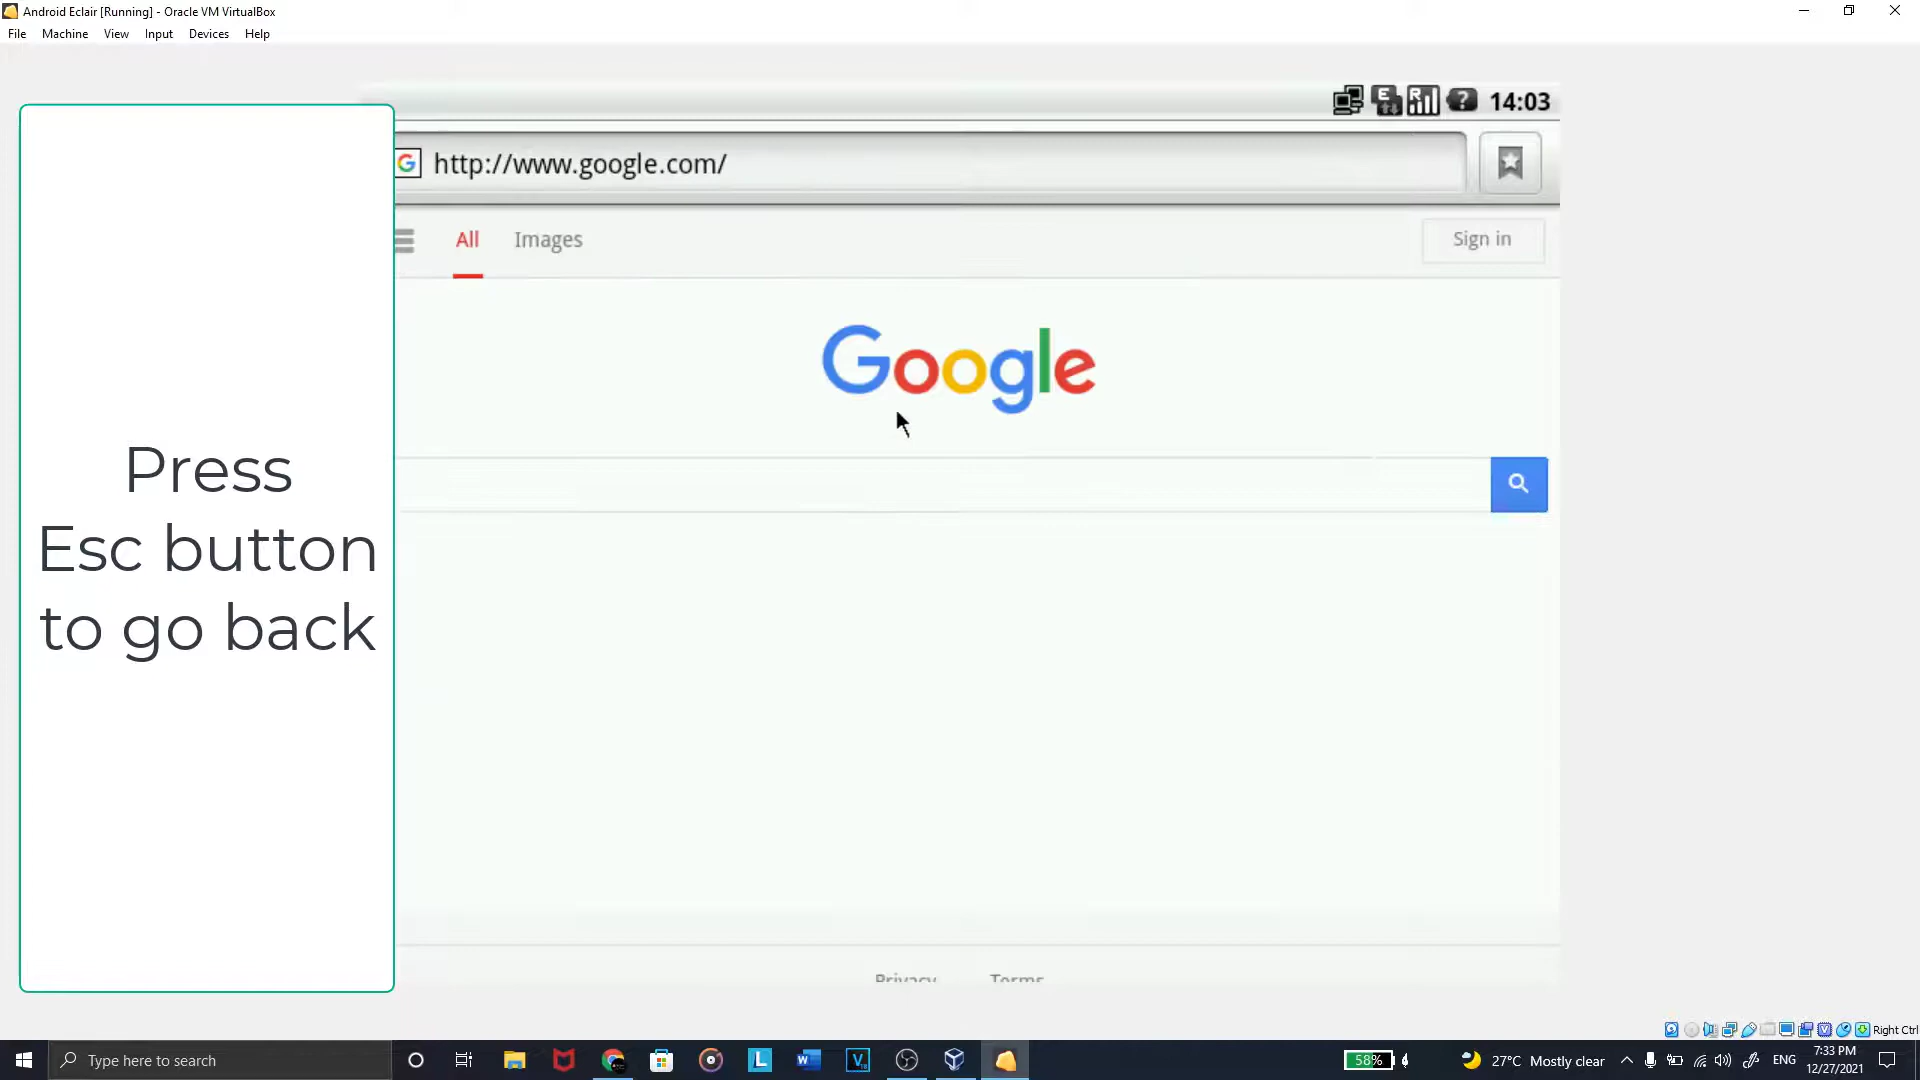 Android Eclair [Running] - Oracle VM VirtualBox
File Machine View Input Devices Help
14:03
http://www.google.com/
All Images Sign in
Google
Press
Esc button
to go back
Privacy Terms
Right Ctrl
Type here to search
58% 27°C Mostly clear ENG 7:33 PM
12/27/2021